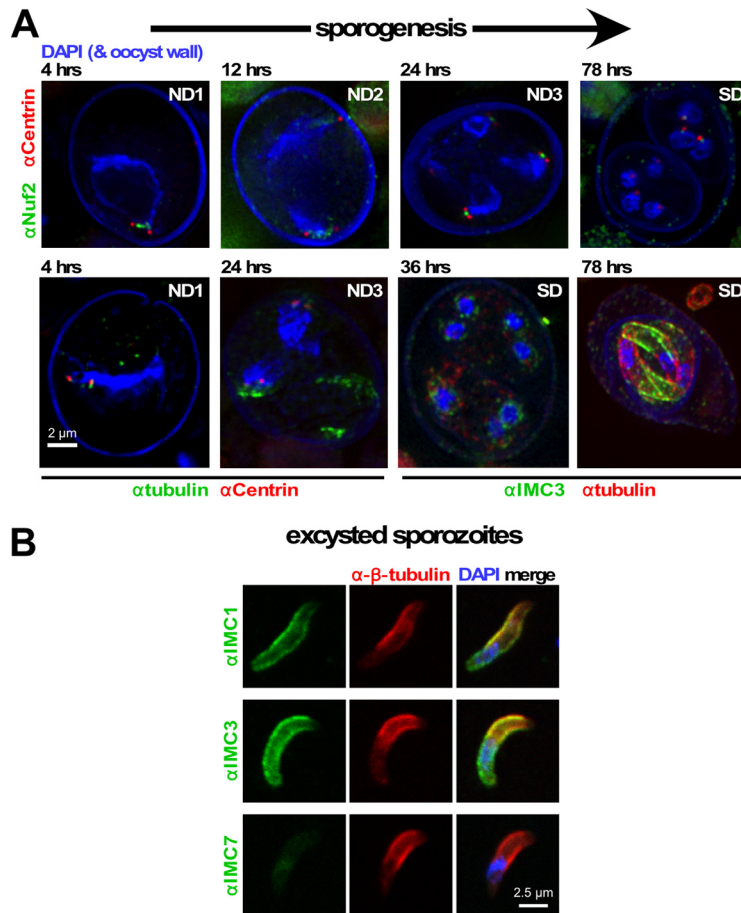 A
sporogenesis
DAPI (& oocyst wall)
4 hrs
12 hrs
24 hrs
78 hrs
αNuf2 αCentrin
ND1
ND2
ND3
SD
4 hrs
24 hrs
36 hrs
78 hrs
ND1
ND3
SD
SD
2 µm
αtubulin αCentrin
αIMC3 αtubulin
B
excysted sporozoites
α-β-tubulin
DAPI merge
αIMC1
αIMC3
αIMC7
2.5 µm